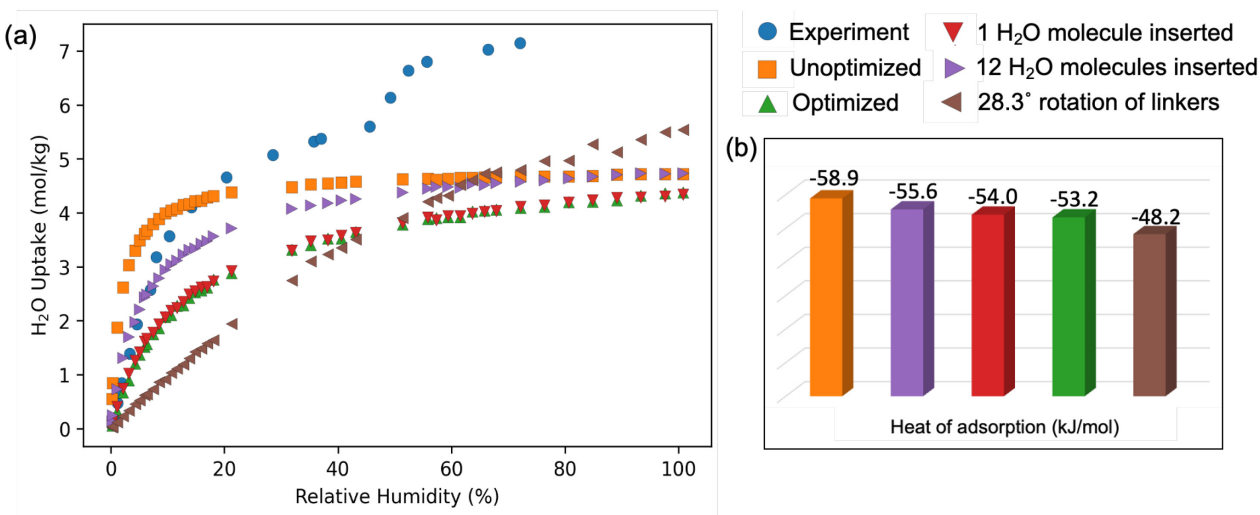 (a)
H₂O Uptake (mol/kg)
7
6
5
4
3
2
1
0
0 20 40 60 80 100
Relative Humidity (%)
Experiment
Unoptimized
Optimized
1 H₂O molecule inserted
12 H₂O molecules inserted
28.3˚ rotation of linkers
(b)
-58.9 -55.6 -54.0 -53.2 -48.2
Heat of adsorption (kJ/mol)